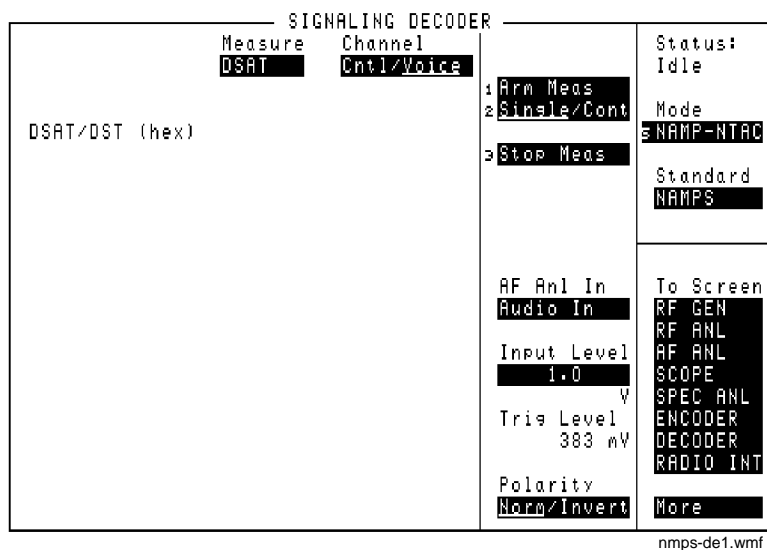 SIGNALING DECODER
Measure Channel
DSAT Cntl/Voice
DSAT/DST (hex)
1 Arm Meas
2 Single/Cont
3 Stop Meas
AF Anl In
Audio In
Input Level
1.0
V
Trig Level
383 mV
Polarity
Norm/Invert
Status:
Idle
Mode
s NAMP-NTAC
Standard
NAMPS
To Screen
RF GEN
RF ANL
AF ANL
SCOPE
SPEC ANL
ENCODER
DECODER
RADIO INT
More
nmps-de1.wmf